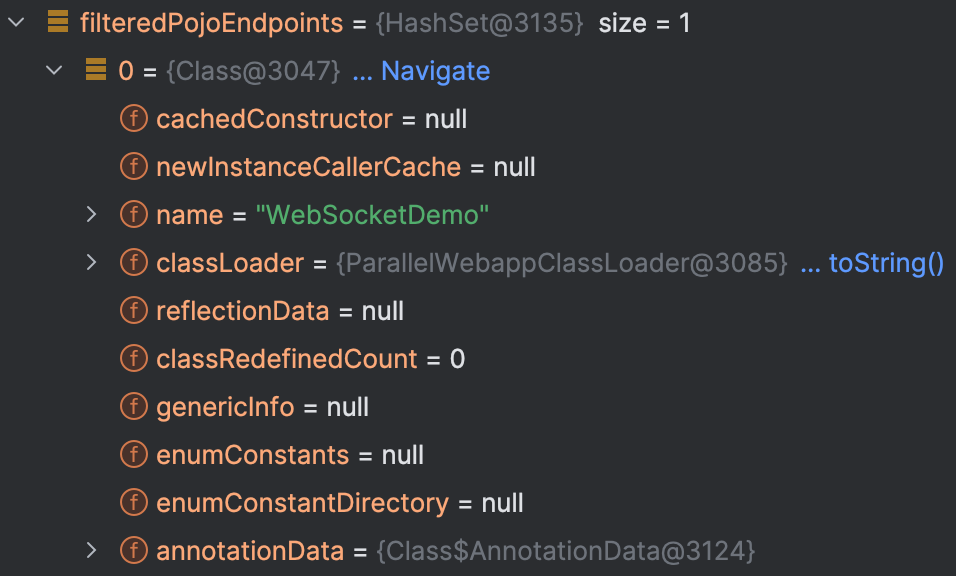 filteredPojoEndpoints = {HashSet@3135} size = 1
0 = {Class@3047} ... Navigate
f cachedConstructor = null
f newInstanceCallerCache = null
f name = "WebSocketDemo"
f classLoader = {ParallelWebappClassLoader@3085} ... toString()
f reflectionData = null
f classRedefinedCount = 0
f genericInfo = null
f enumConstants = null
f enumConstantDirectory = null
f annotationData = {Class$AnnotationData@3124}